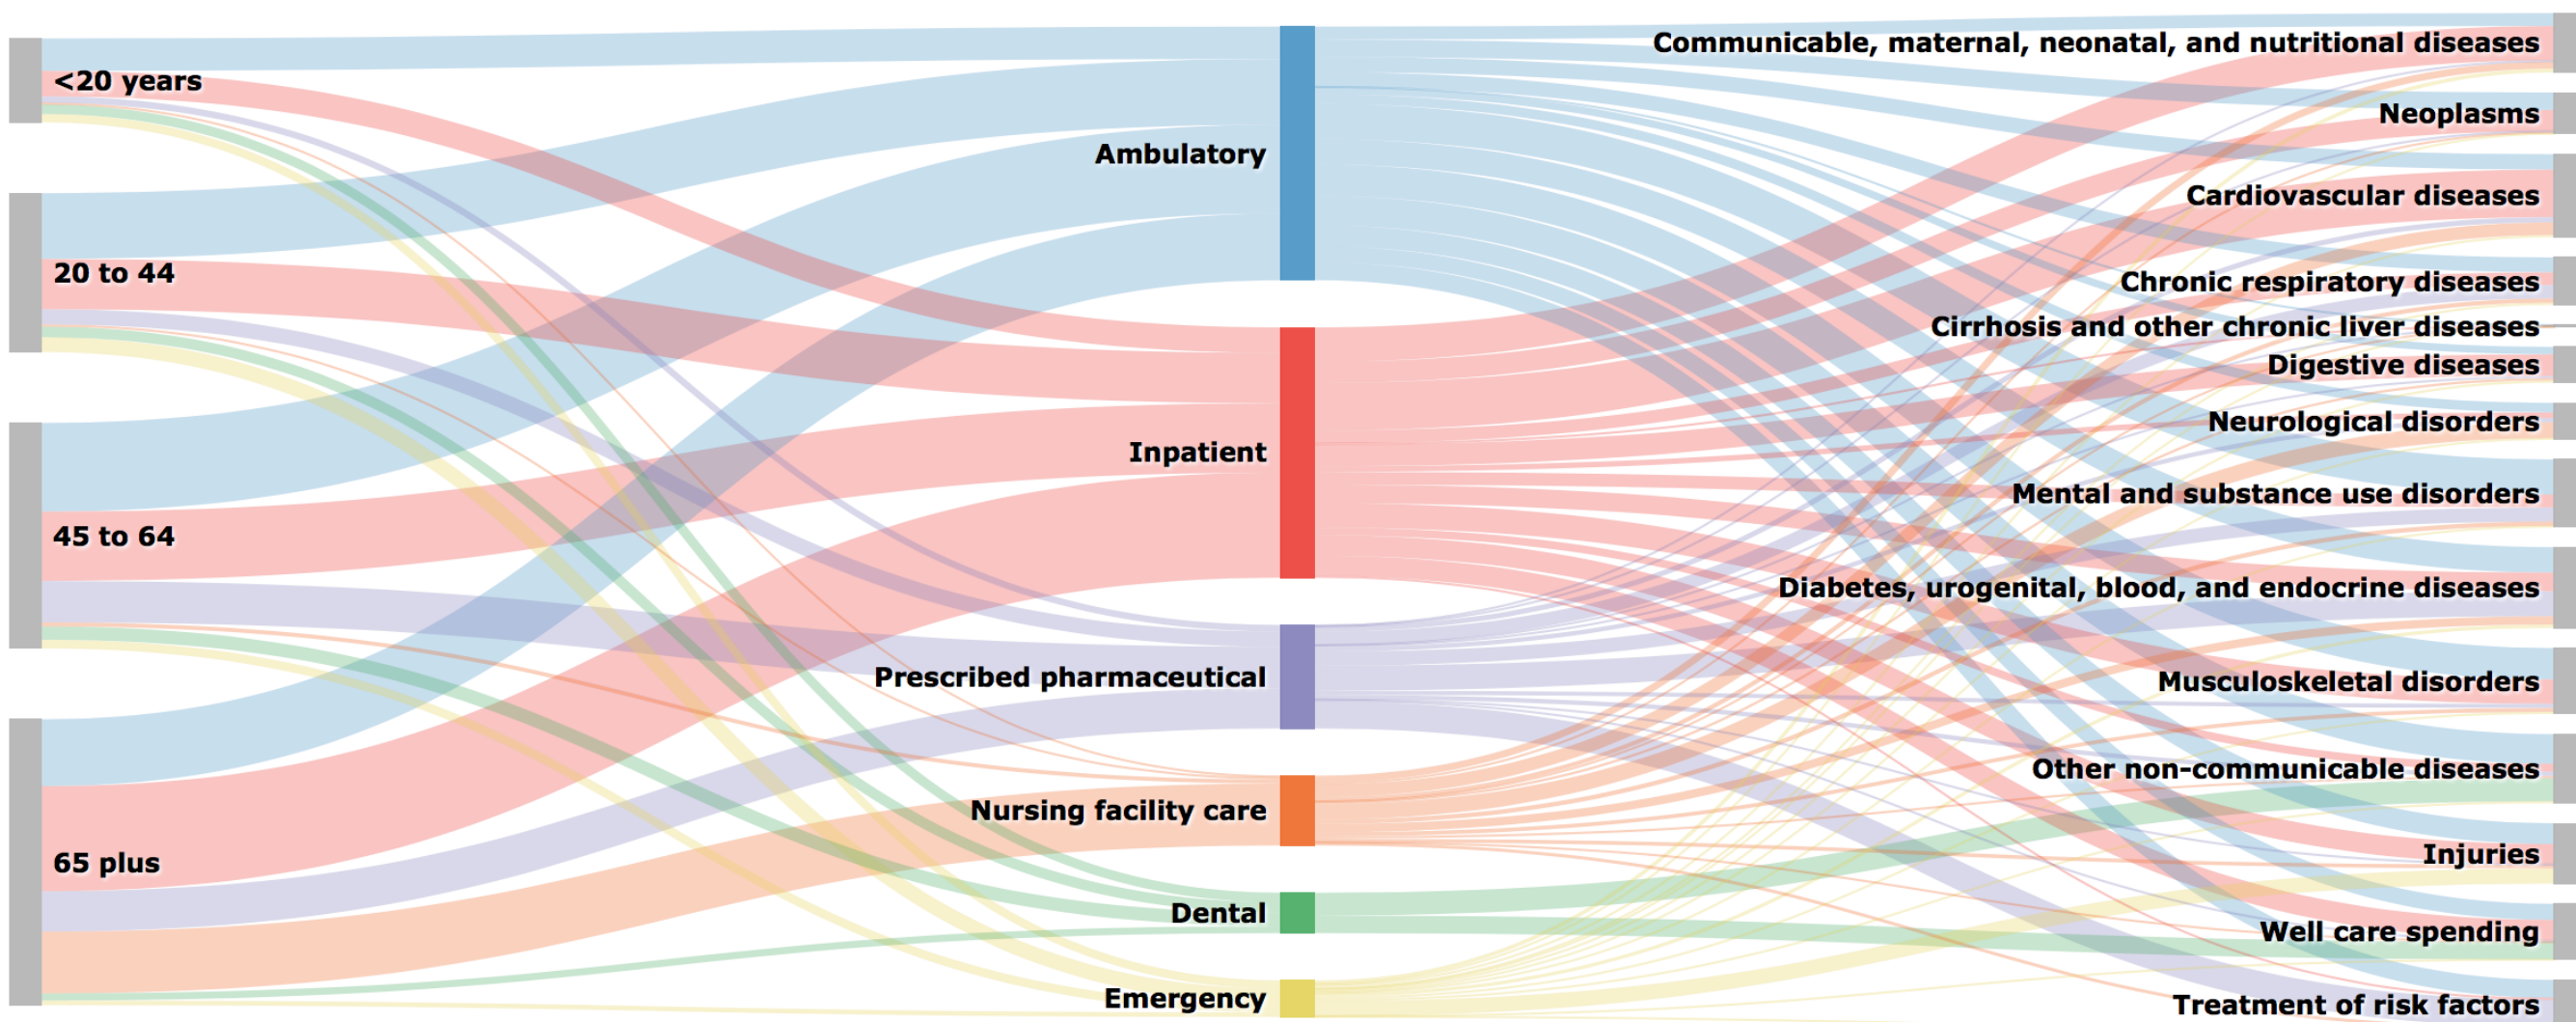 <20 years
20 to 44
45 to 64
65 plus
Ambulatory
Inpatient
Prescribed pharmaceutical
Nursing facility care
Dental
Emergency
Communicable, maternal, neonatal, and nutritional diseases
Neoplasms
Cardiovascular diseases
Chronic respiratory diseases
Cirrhosis and other chronic liver diseases
Digestive diseases
Neurological disorders
Mental and substance use disorders
Diabetes, urogenital, blood, and endocrine diseases
Musculoskeletal disorders
Other non-communicable diseases
Injuries
Well care spending
Treatment of risk factors